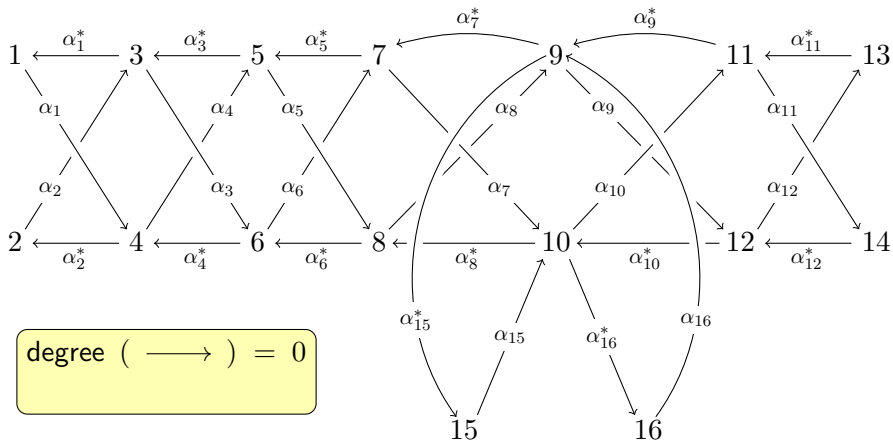 α₇* α₉*
α₁* α₃* α₅* α₁₁*
1 3 5 7 9 11 13
α₁ α₄ α₅ α₈ α₉ α₁₁
α₂ α₃ α₆ α₇ α₁₀ α₁₂
2 4 6 8 10 12 14
α₂* α₄* α₆* α₈* α₁₀* α₁₂*
α₁₅* α₁₅ α₁₆* α₁₆
degree ( ⟶ ) = 0
15 16